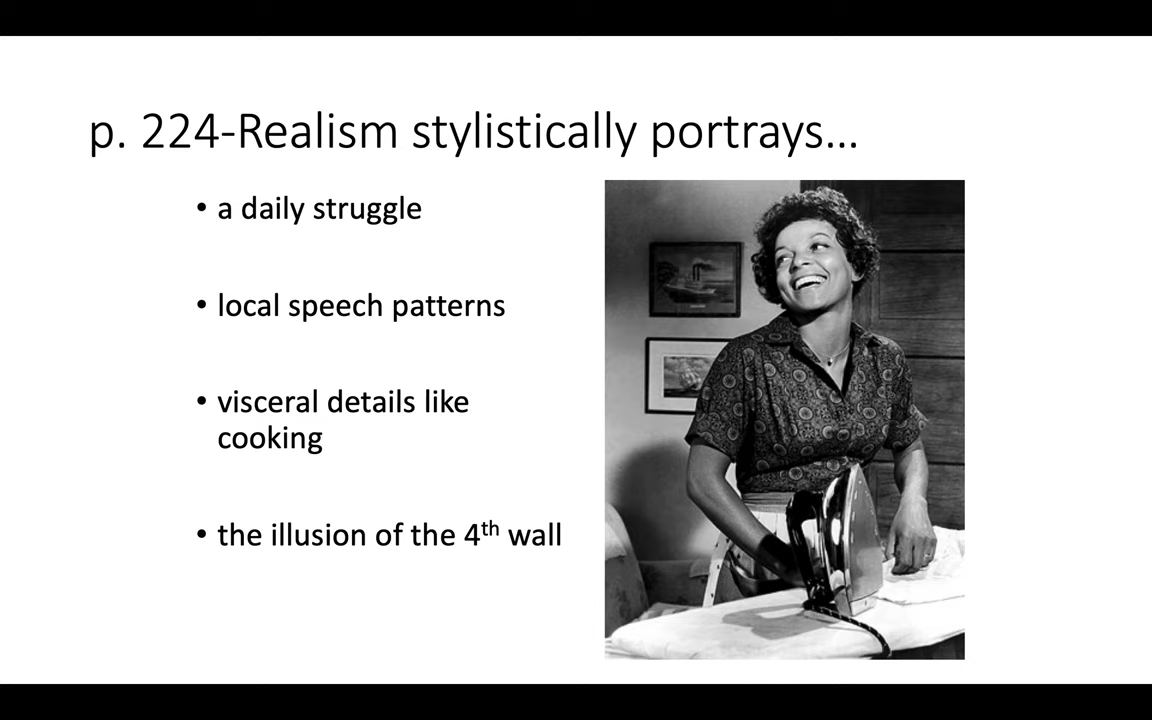 p. 224-Realism stylistically portrays...
• a daily struggle
• local speech patterns
• visceral details like
cooking
• the illusion of the 4th wall